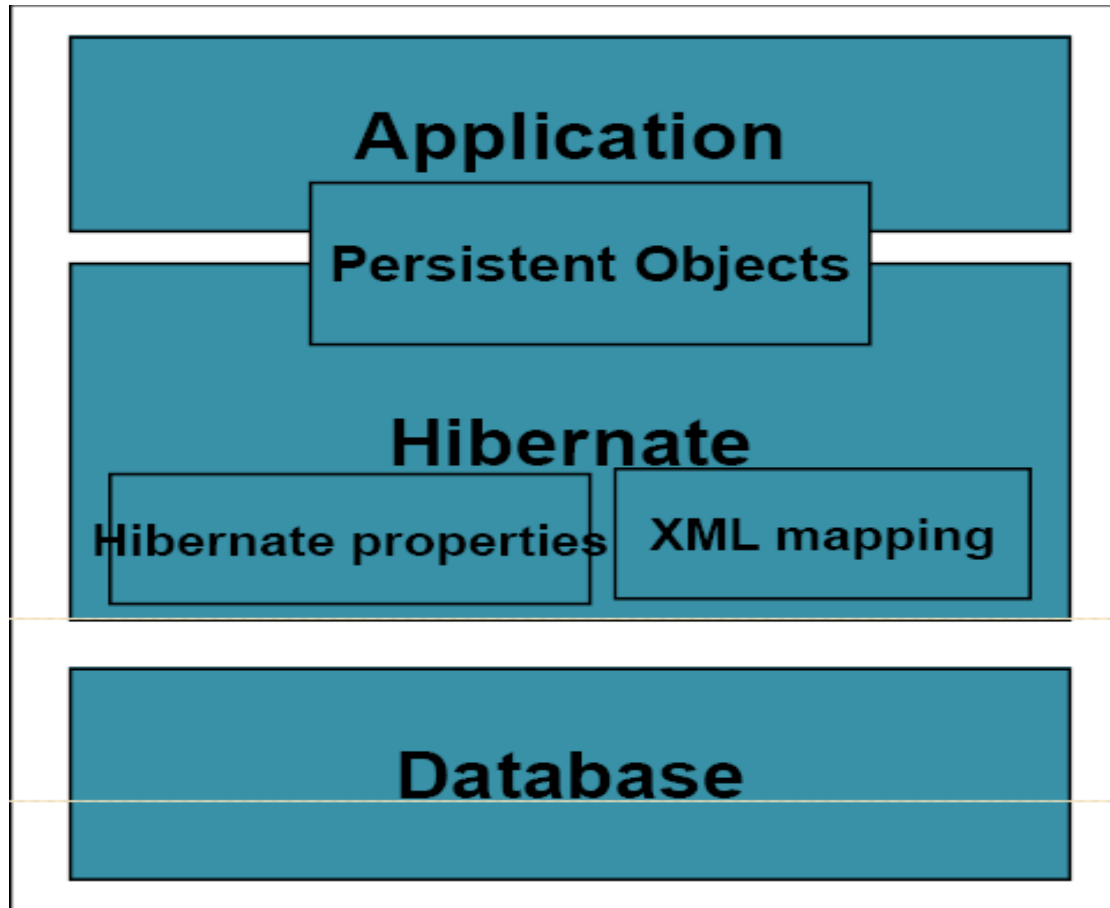 Application
Persistent Objects
Hibernate
Hibernate properties
XML mapping
Database